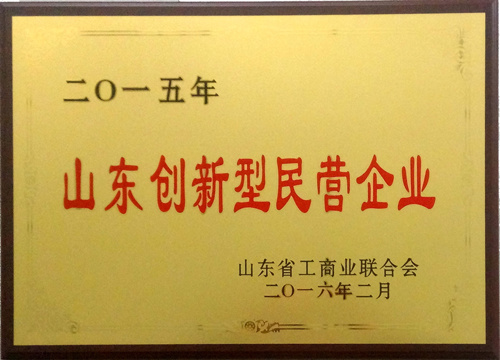 二〇一五年
山东创新型民营企业
山东省工商业联合会
二〇一六年二月